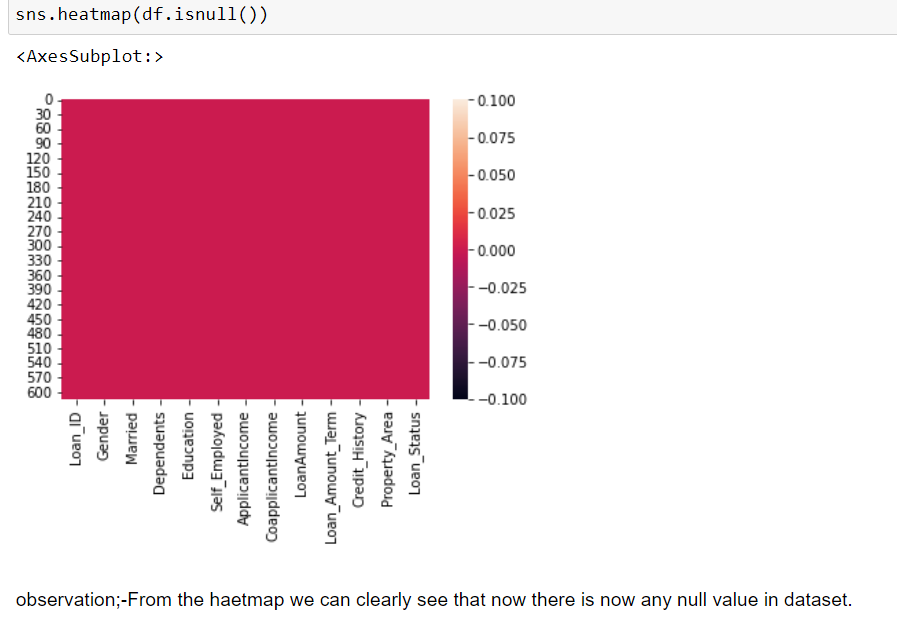 sns.heatmap(df.isnull())
<AxesSubplot:>
0
30
60
90
120
150
180
210
240
270
300
330
360
390
420
450
480
510
540
570
600
0.100
0.075
0.050
0.025
0.000
−0.025
−0.050
−0.075
−0.100
Loan_ID
Gender
Married
Dependents
Education
Self_Employed
ApplicantIncome
CoapplicantIncome
LoanAmount
Loan_Amount_Term
Credit_History
Property_Area
Loan_Status
observation;-From the haetmap we can clearly see that now there is now any null value in dataset.